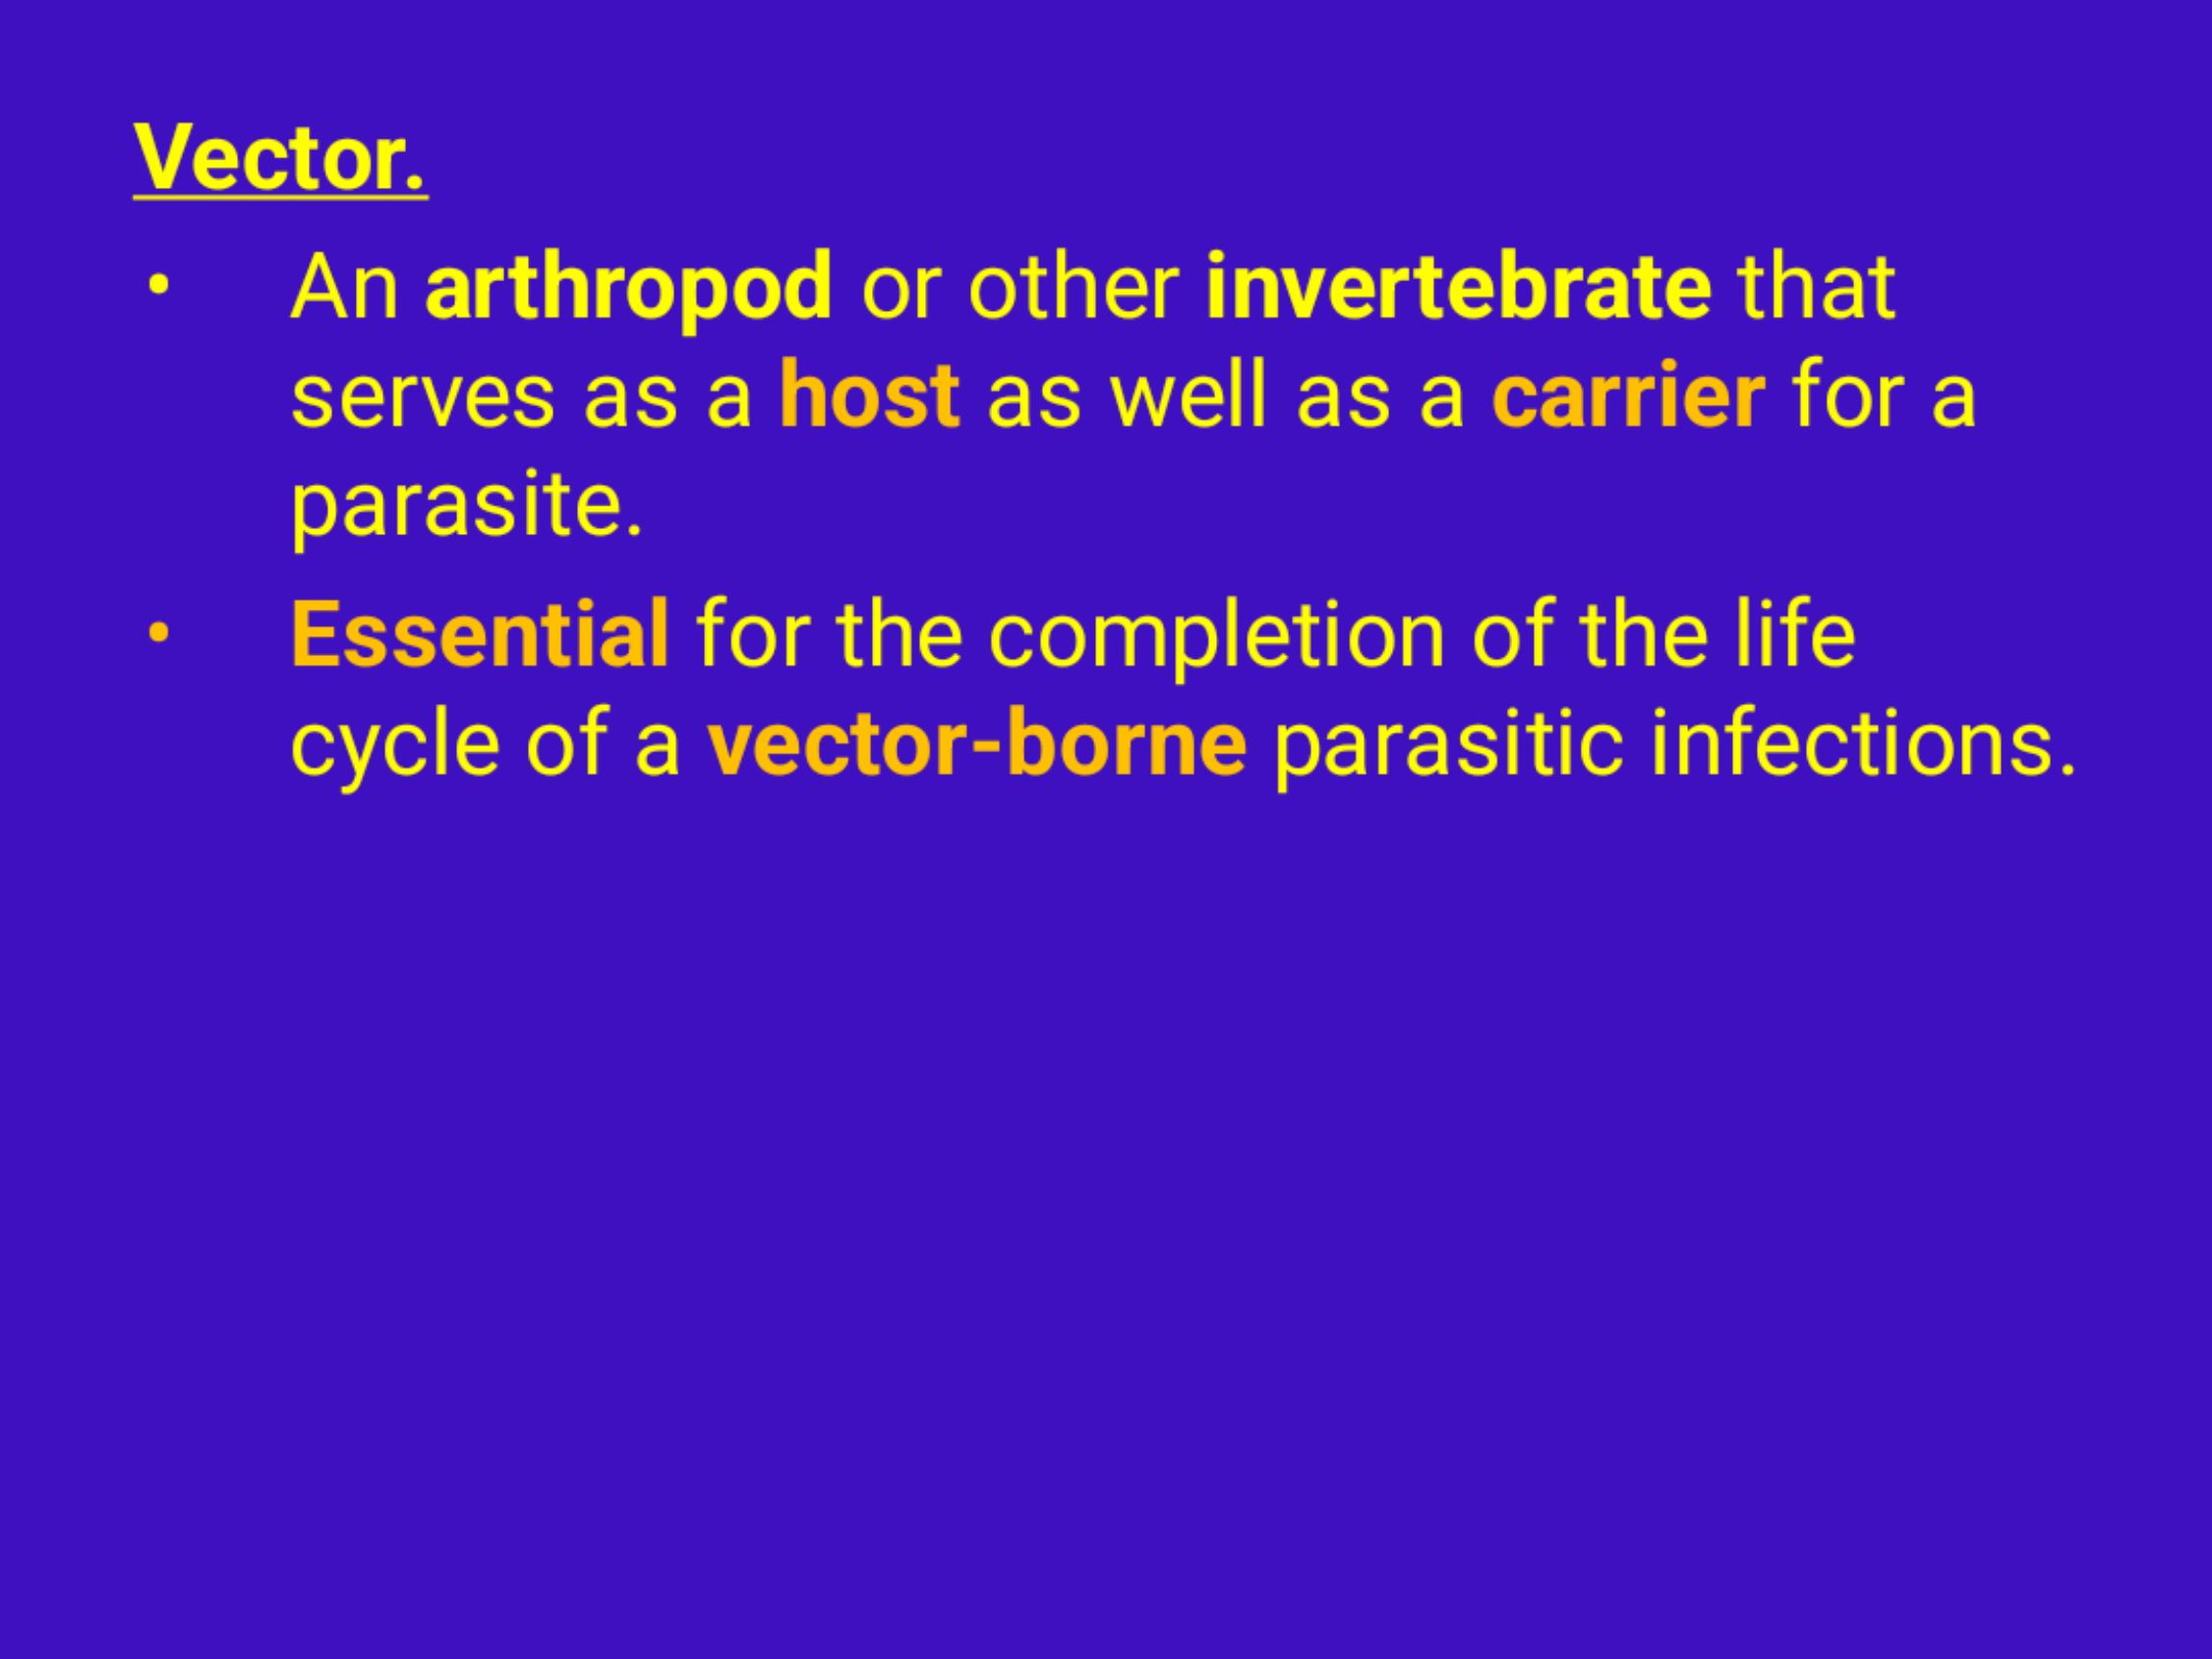 Vector.
• An arthropod or other invertebrate that
serves as a host as well as a carrier for a
parasite.
• Essential for the completion of the life
cycle of a vector-borne parasitic infections.